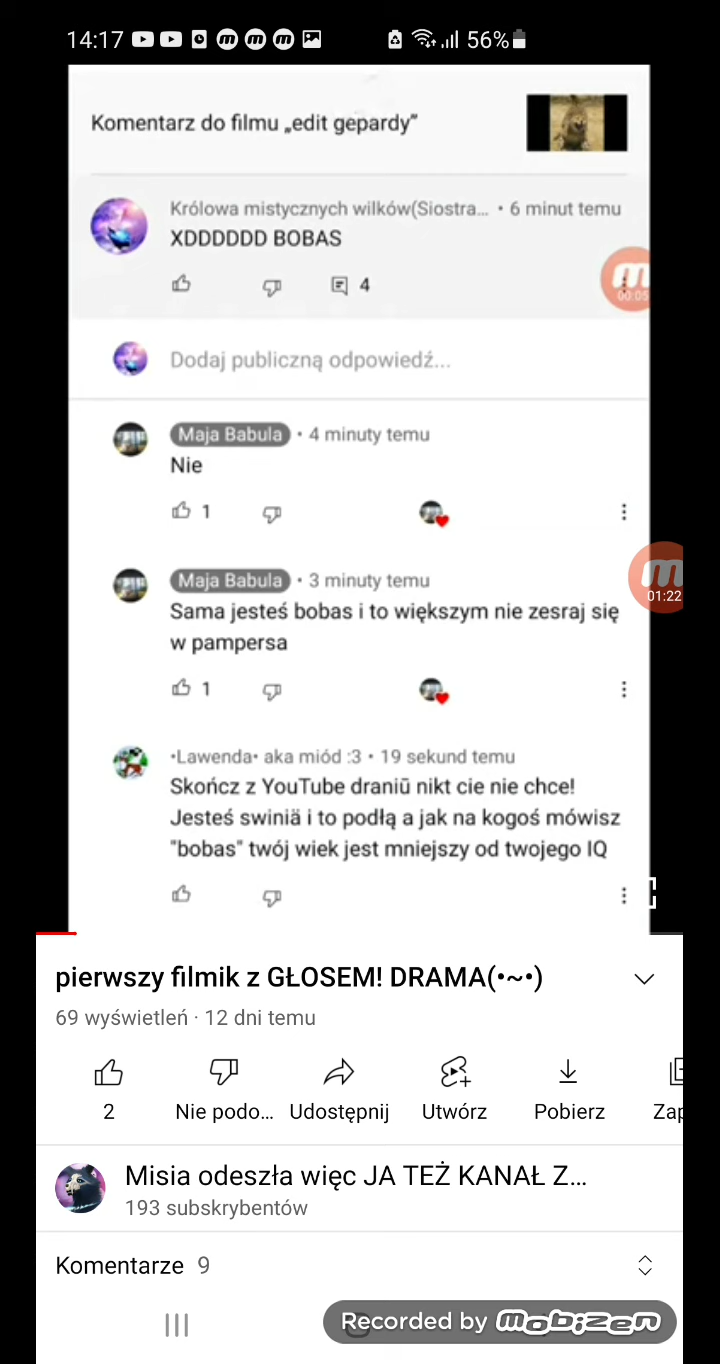 14:17
56%
Komentarz do filmu „edit gepardy”
Królowa mistycznych wilków(Siostra... • 6 minut temu
XDDDDDD BOBAS
4
00:05
Dodaj publiczną odpowiedź...
Maja Babula • 4 minuty temu
Nie
1
Maja Babula • 3 minuty temu
01:22
Sama jesteś bobas i to większym nie zesraj się
w pampersa
1
•Lawenda• aka miód :3 • 19 sekund temu
Skończ z YouTube draniū nikt cie nie chce!
Jesteś swiniä i to podłą a jak na kogoś mówisz
"bobas" twój wiek jest mniejszy od twojego IQ
pierwszy filmik z GŁOSEM! DRAMA(•~•)
69 wyświetleń · 12 dni temu
2
Nie podo... Udostępnij Utwórz Pobierz Zap
Misia odeszła więc JA TEŻ KANAŁ Z...
193 subskrybentów
Komentarze 9
Recorded by mobizen